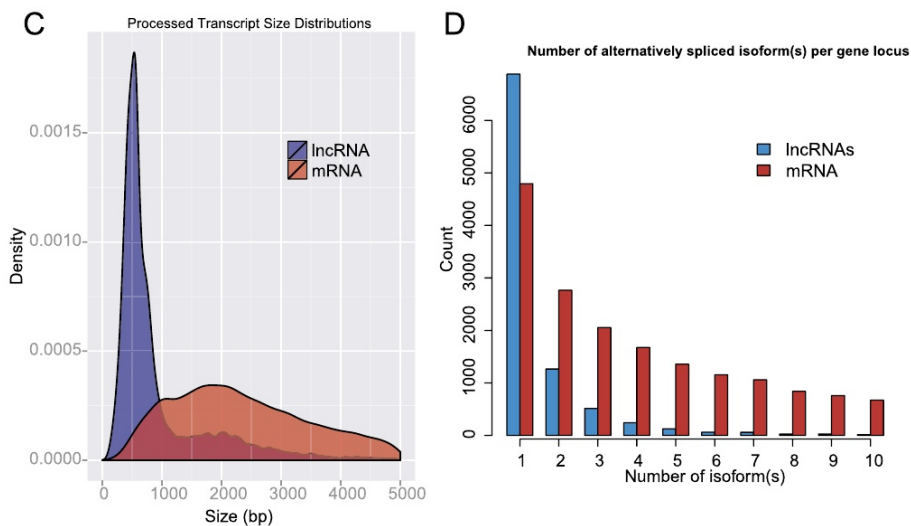 C
Processed Transcript Size Distributions
Density
0.0015
0.0010
0.0005
0.0000
lncRNA
mRNA
0 1000 2000 3000 4000 5000
Size (bp)
D
Number of alternatively spliced isoform(s) per gene locus
Count
6000
5000
4000
3000
2000
1000
0
lncRNAs
mRNA
1 2 3 4 5 6 7 8 9 10
Number of isoform(s)